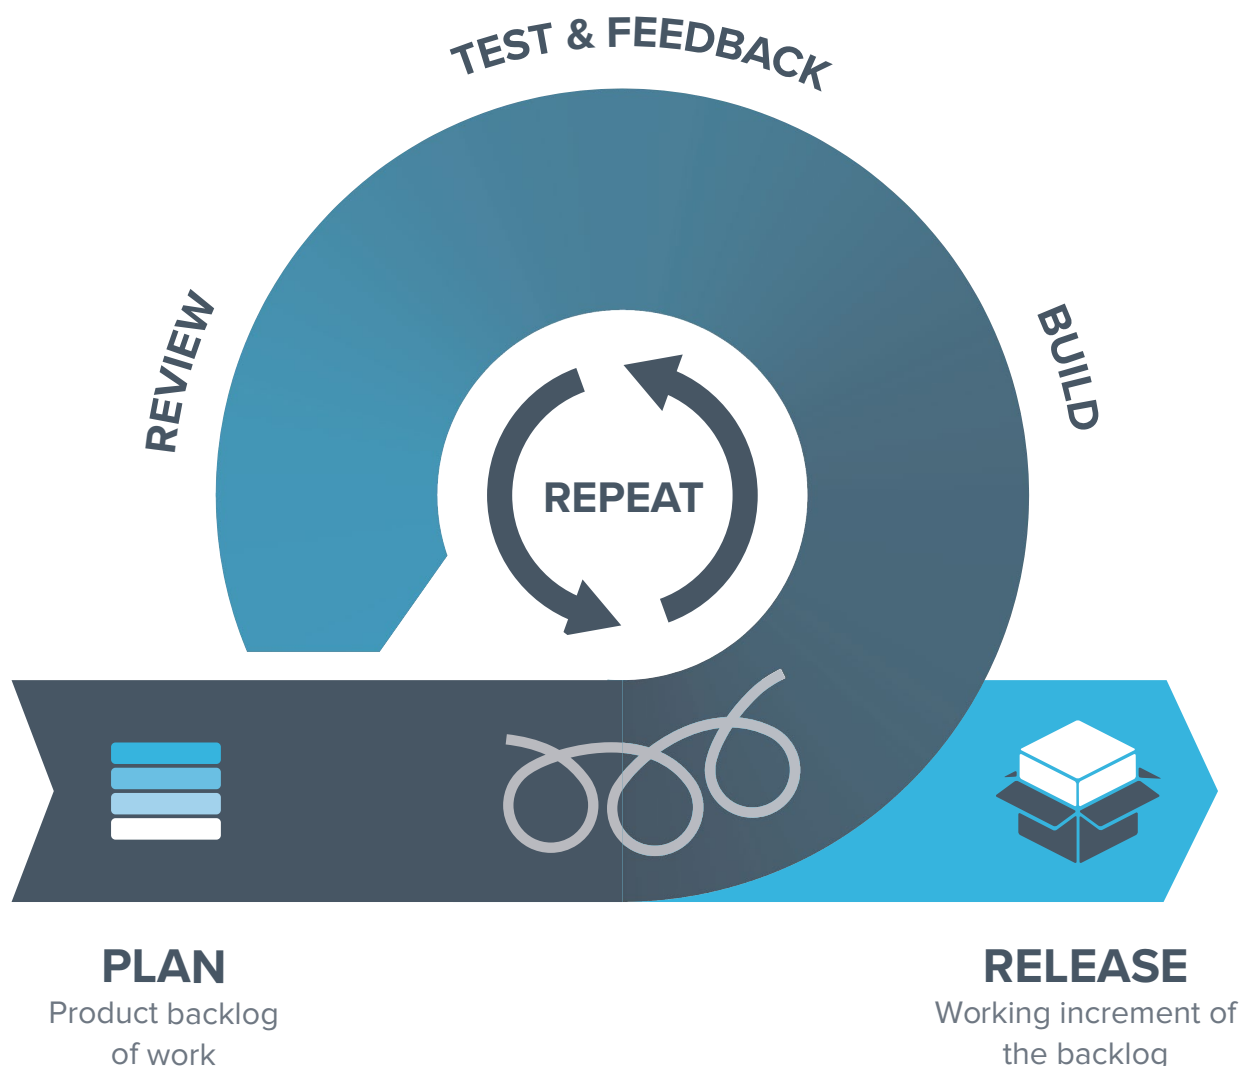 TEST & FEEDBACK
REVIEW
BUILD
REPEAT
PLAN
Product backlog
of work
RELEASE
Working increment of
the backlog